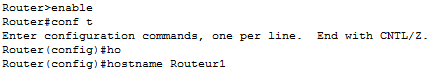 Router>enable
Router#conf t
Enter configuration commands, one per line.  End with CNTL/Z.
Router(config)#ho
Router(config)#hostname Routeur1